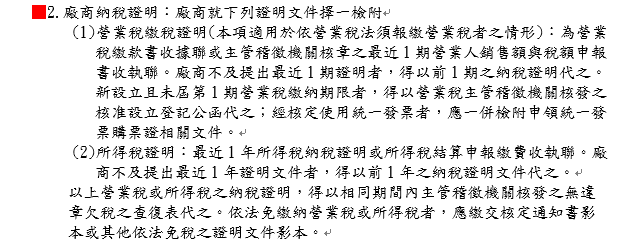 ■2.廠商納稅證明：廠商就下列證明文件擇一檢附
(1)營業稅繳稅證明(本項適用於依營業稅法須報繳營業稅者之情形)：為營業
稅繳款書收據聯或主管稽徵機關核章之最近1期營業人銷售額與稅額申報
書收執聯。廠商不及提出最近1期證明者，得以前1期之納稅證明代之。
新設立且未屆第1期營業稅繳納期限者，得以營業稅主管稽徵機關核發之
核准設立登記公函代之；經核定使用統一發票者，應一併檢附申領統一發
票購票證相關文件。
(2)所得稅證明：最近1年所得稅納稅證明或所得稅結算申報繳費收執聯。廠
商不及提出最近1年證明文件者，得以前1年之納稅證明文件代之。
以上營業稅或所得稅之納稅證明，得以相同期間內主管稽徵機關核發之無違
章欠稅之查復表代之。依法免繳納營業稅或所得稅者，應繳交核定通知書影
本或其他依法免稅之證明文件影本。